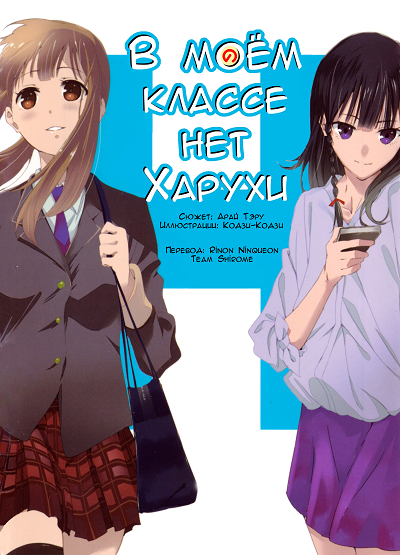 В моём
классе
нет
Харухи
Сюжет: Арай Тэру
Иллюстрации: Кодзи-Кодзи
Перевод: Rinon Ninqueon
Team Shirome